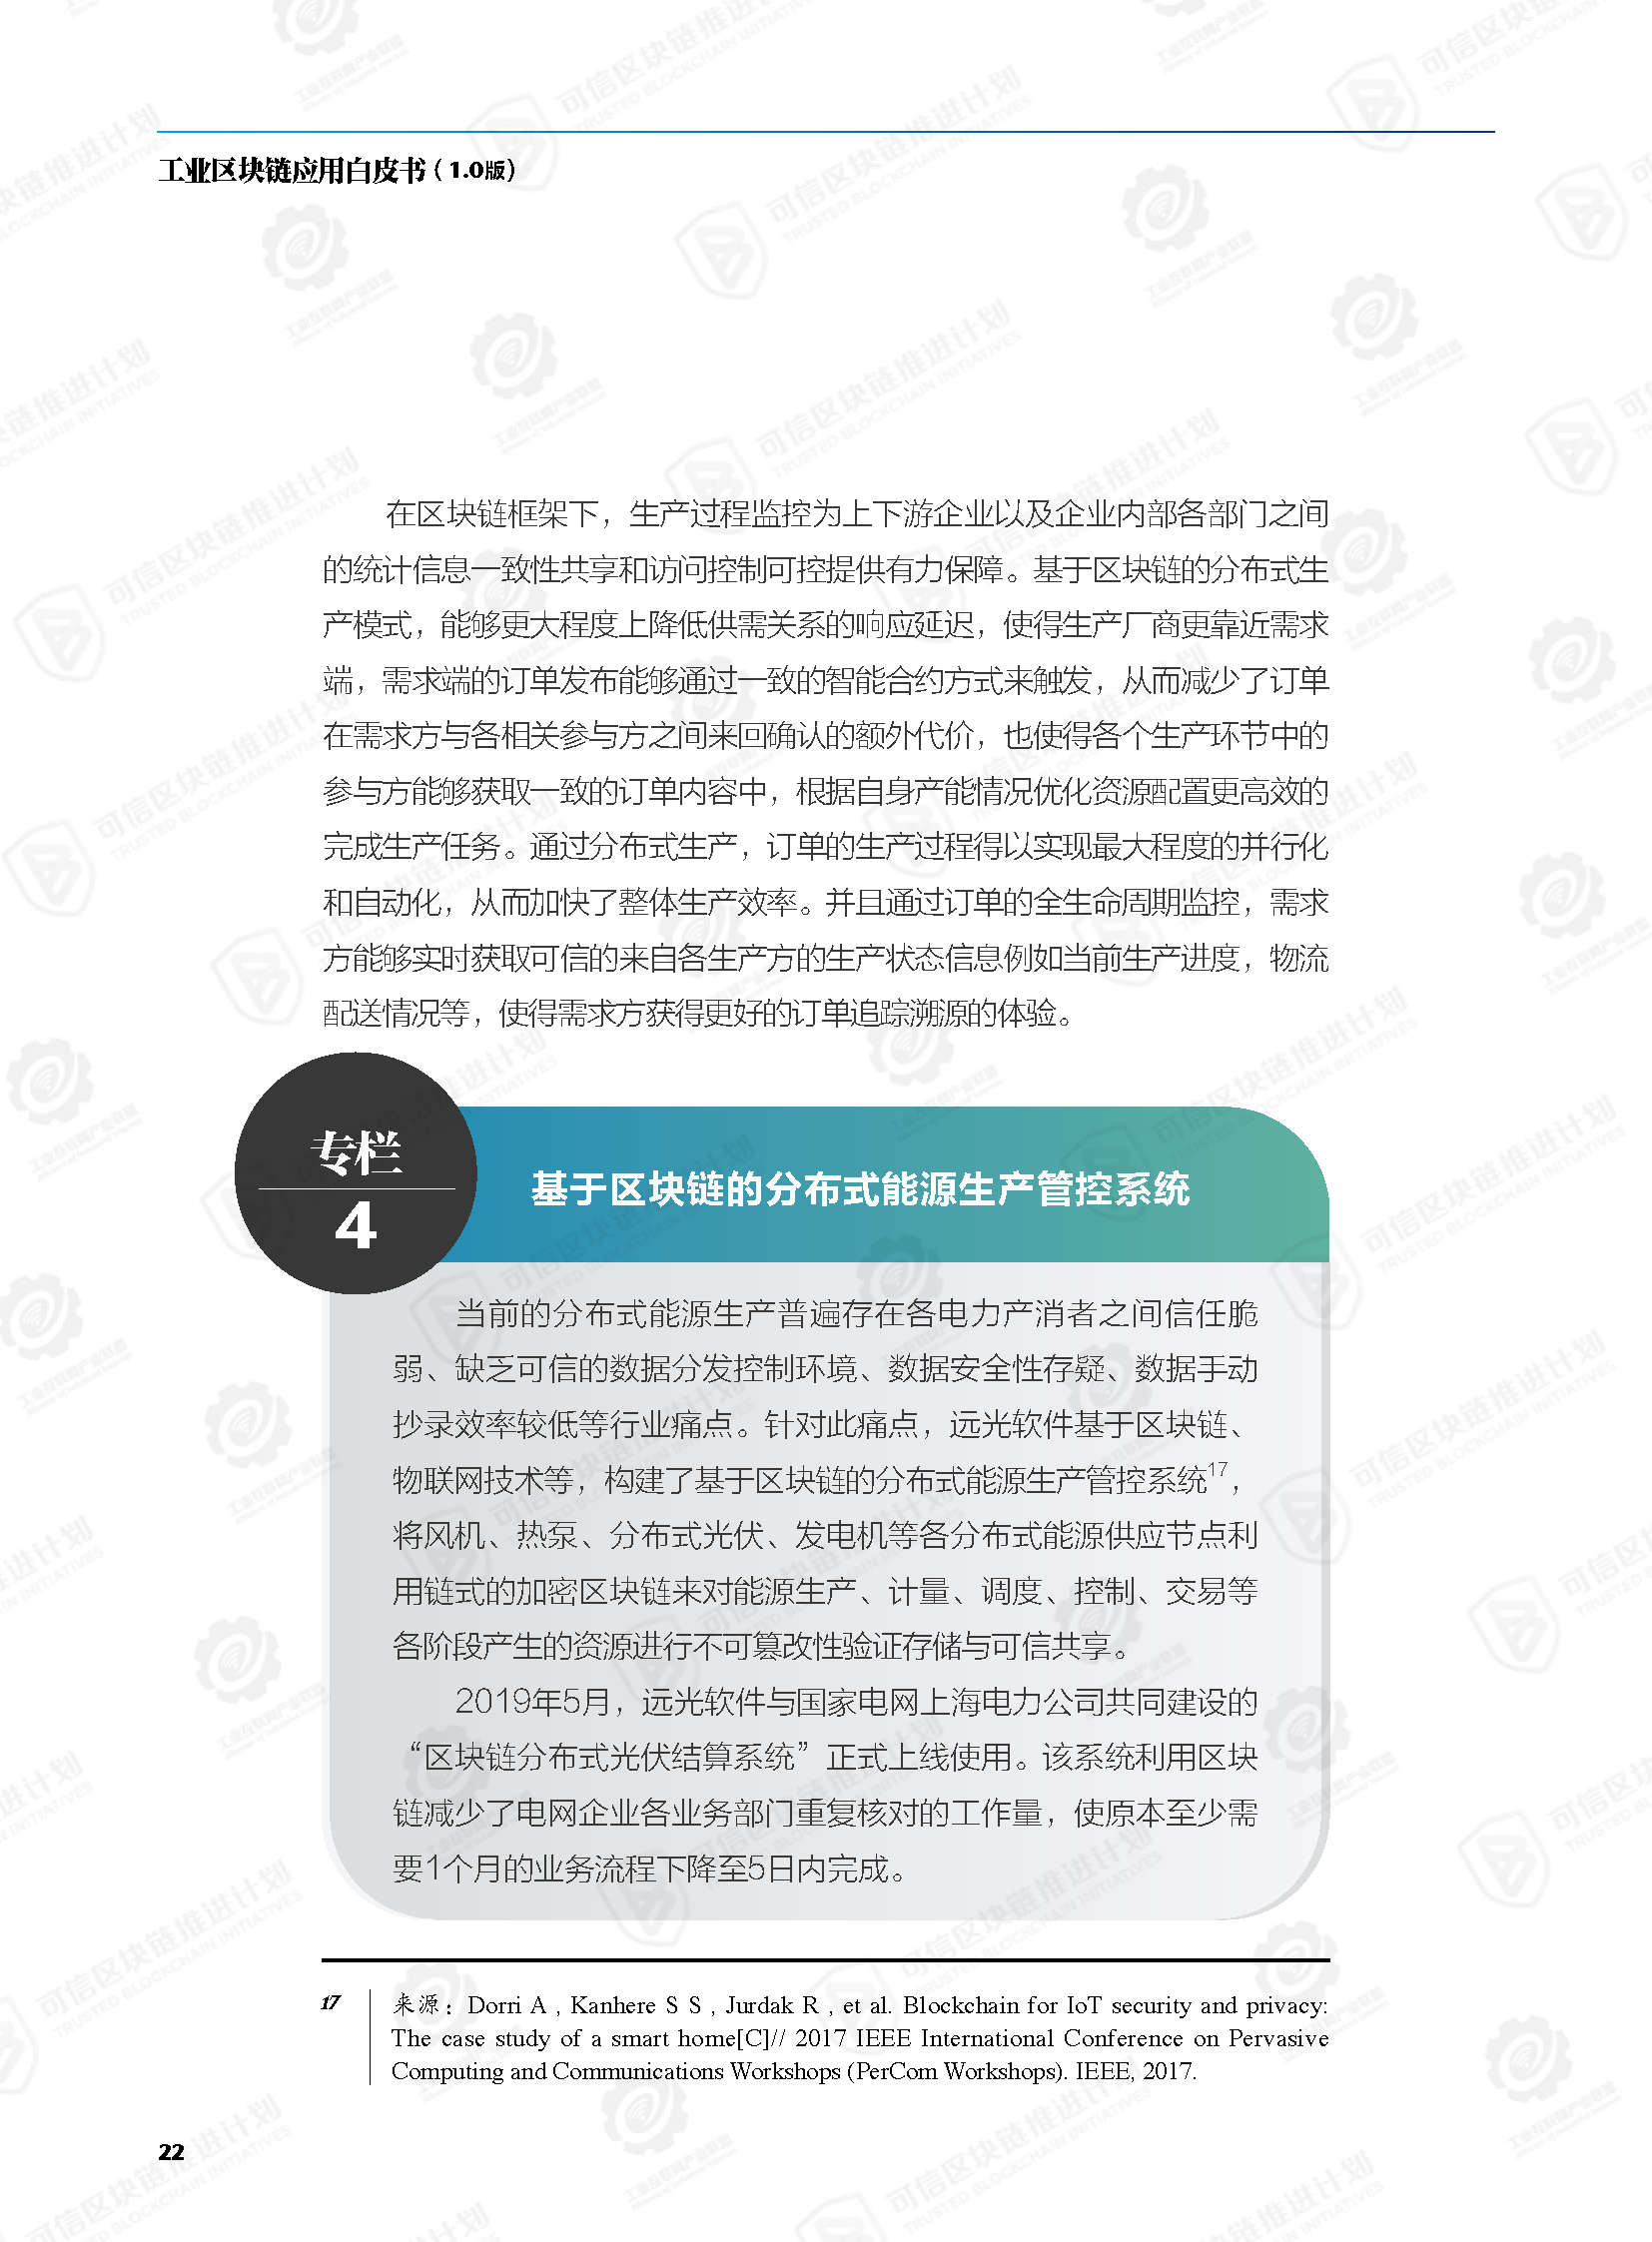 工业区块链应用白皮书（1.0版）
在区块链框架下，生产过程监控为上下游企业以及企业内部各部门之间
的统计信息一致性共享和访问控制可控提供有力保障。基于区块链的分布式生
产模式，能够更大程度上降低供需关系的响应延迟，使得生产厂商更靠近需求
端，需求端的订单发布能够通过一致的智能合约方式来触发，从而减少了订单
在需求方与各相关参与方之间来回确认的额外代价，也使得各个生产环节中的
参与方能够获取一致的订单内容中，根据自身产能情况优化资源配置更高效的
完成生产任务。通过分布式生产，订单的生产过程得以实现最大程度的并行化
和自动化，从而加快了整体生产效率。并且通过订单的全生命周期监控，需求
方能够实时获取可信的来自各生产方的生产状态信息例如当前生产进度，物流
配送情况等，使得需求方获得更好的订单追踪溯源的体验。
专栏
4
基于区块链的分布式能源生产管控系统
当前的分布式能源生产普遍存在各电力产消者之间信任脆
弱、缺乏可信的数据分发控制环境、数据安全性存疑、数据手动
抄录效率较低等行业痛点。针对此痛点，远光软件基于区块链、
物联网技术等，构建了基于区块链的分布式能源生产管控系统17，
将风机、热泵、分布式光伏、发电机等各分布式能源供应节点利
用链式的加密区块链来对能源生产、计量、调度、控制、交易等
各阶段产生的资源进行不可篡改性验证存储与可信共享。
2019年5月，远光软件与国家电网上海电力公司共同建设的
“区块链分布式光伏结算系统”正式上线使用。该系统利用区块
链减少了电网企业各业务部门重复核对的工作量，使原本至少需
要1个月的业务流程下降至5日内完成。
17 来源：Dorri A , Kanhere S S , Jurdak R , et al. Blockchain for IoT security and privacy:
The case study of a smart home[C]// 2017 IEEE International Conference on Pervasive
Computing and Communications Workshops (PerCom Workshops). IEEE, 2017.
22
可信区块链推进计划
TRUSTED BLOCKCHAIN INITIATIVES
工业互联网产业联盟